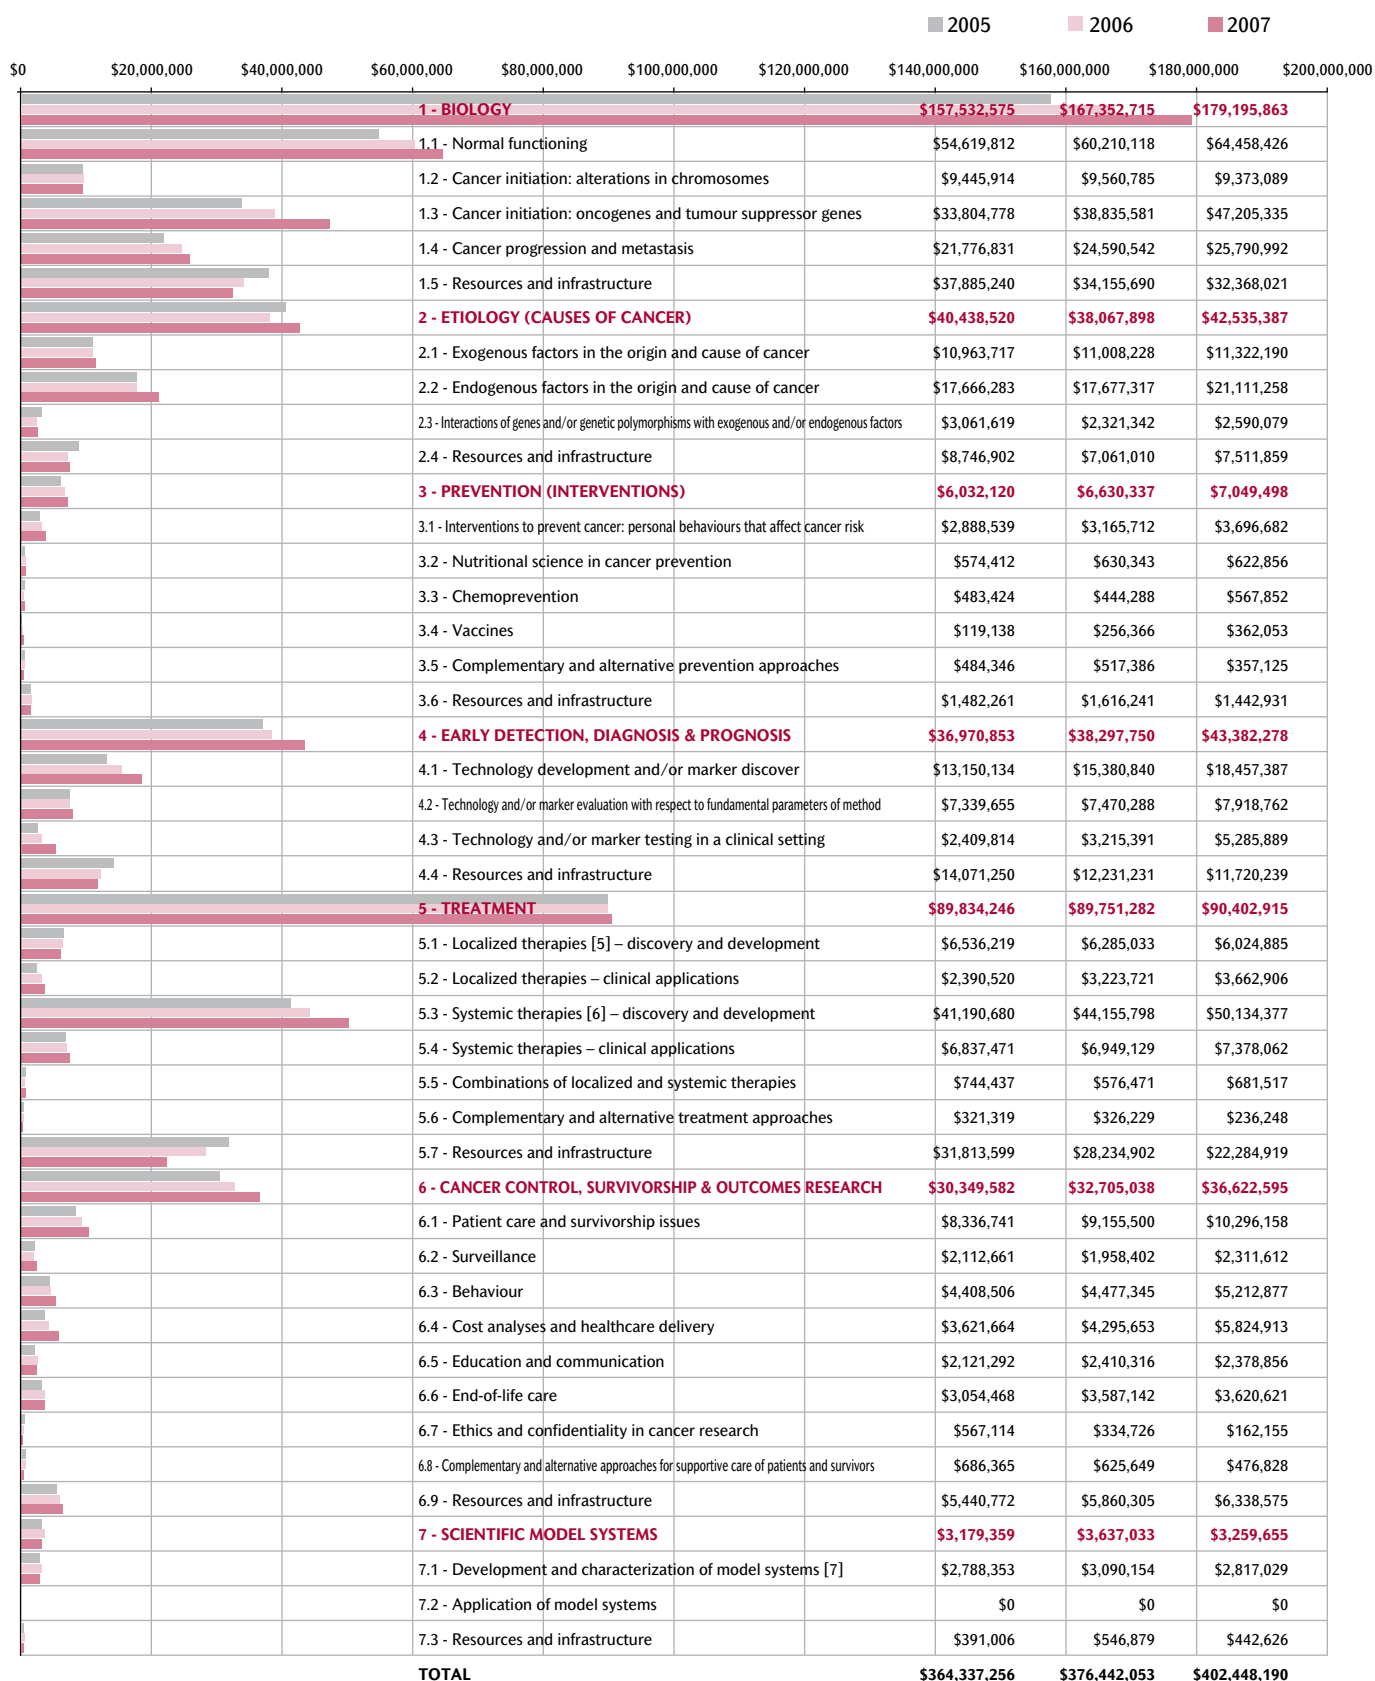 2005 2006 2007
$0 $20,000,000 $40,000,000 $60,000,000 $80,000,000 $100,000,000 $120,000,000 $140,000,000 $160,000,000 $180,000,000 $200,000,000
1 - BIOLOGY $157,532,575 $167,352,715 $179,195,863
1.1 - Normal functioning $54,619,812 $60,210,118 $64,458,426
1.2 - Cancer initiation: alterations in chromosomes $9,445,914 $9,560,785 $9,373,089
1.3 - Cancer initiation: oncogenes and tumour suppressor genes $33,804,778 $38,835,581 $47,205,335
1.4 - Cancer progression and metastasis $21,776,831 $24,590,542 $25,790,992
1.5 - Resources and infrastructure $37,885,240 $34,155,690 $32,368,021
2 - ETIOLOGY (CAUSES OF CANCER) $40,438,520 $38,067,898 $42,535,387
2.1 - Exogenous factors in the origin and cause of cancer $10,963,717 $11,008,228 $11,322,190
2.2 - Endogenous factors in the origin and cause of cancer $17,666,283 $17,677,317 $21,111,258
2.3 - Interactions of genes and/or genetic polymorphisms with exogenous and/or endogenous factors $3,061,619 $2,321,342 $2,590,079
2.4 - Resources and infrastructure $8,746,902 $7,061,010 $7,511,859
3 - PREVENTION (INTERVENTIONS) $6,032,120 $6,630,337 $7,049,498
3.1 - Interventions to prevent cancer: personal behaviours that affect cancer risk $2,888,539 $3,165,712 $3,696,682
3.2 - Nutritional science in cancer prevention $574,412 $630,343 $622,856
3.3 - Chemoprevention $483,424 $444,288 $567,852
3.4 - Vaccines $119,138 $256,366 $362,053
3.5 - Complementary and alternative prevention approaches $484,346 $517,386 $357,125
3.6 - Resources and infrastructure $1,482,261 $1,616,241 $1,442,931
4 - EARLY DETECTION, DIAGNOSIS & PROGNOSIS $36,970,853 $38,297,750 $43,382,278
4.1 - Technology development and/or marker discover $13,150,134 $15,380,840 $18,457,387
4.2 - Technology and/or marker evaluation with respect to fundamental parameters of method $7,339,655 $7,470,288 $7,918,762
4.3 - Technology and/or marker testing in a clinical setting $2,409,814 $3,215,391 $5,285,889
4.4 - Resources and infrastructure $14,071,250 $12,231,231 $11,720,239
5 - TREATMENT $89,834,246 $89,751,282 $90,402,915
5.1 - Localized therapies [5] – discovery and development $6,536,219 $6,285,033 $6,024,885
5.2 - Localized therapies – clinical applications $2,390,520 $3,223,721 $3,662,906
5.3 - Systemic therapies [6] – discovery and development $41,190,680 $44,155,798 $50,134,377
5.4 - Systemic therapies – clinical applications $6,837,471 $6,949,129 $7,378,062
5.5 - Combinations of localized and systemic therapies $744,437 $576,471 $681,517
5.6 - Complementary and alternative treatment approaches $321,319 $326,229 $236,248
5.7 - Resources and infrastructure $31,813,599 $28,234,902 $22,284,919
6 - CANCER CONTROL, SURVIVORSHIP & OUTCOMES RESEARCH $30,349,582 $32,705,038 $36,622,595
6.1 - Patient care and survivorship issues $8,336,741 $9,155,500 $10,296,158
6.2 - Surveillance $2,112,661 $1,958,402 $2,311,612
6.3 - Behaviour $4,408,506 $4,477,345 $5,212,877
6.4 - Cost analyses and healthcare delivery $3,621,664 $4,295,653 $5,824,913
6.5 - Education and communication $2,121,292 $2,410,316 $2,378,856
6.6 - End-of-life care $3,054,468 $3,587,142 $3,620,621
6.7 - Ethics and confidentiality in cancer research $567,114 $334,726 $162,155
6.8 - Complementary and alternative approaches for supportive care of patients and survivors $686,365 $625,649 $476,828
6.9 - Resources and infrastructure $5,440,772 $5,860,305 $6,338,575
7 - SCIENTIFIC MODEL SYSTEMS $3,179,359 $3,637,033 $3,259,655
7.1 - Development and characterization of model systems [7] $2,788,353 $3,090,154 $2,817,029
7.2 - Application of model systems $0 $0 $0
7.3 - Resources and infrastructure $391,006 $546,879 $442,626
TOTAL $364,337,256 $376,442,053 $402,448,190